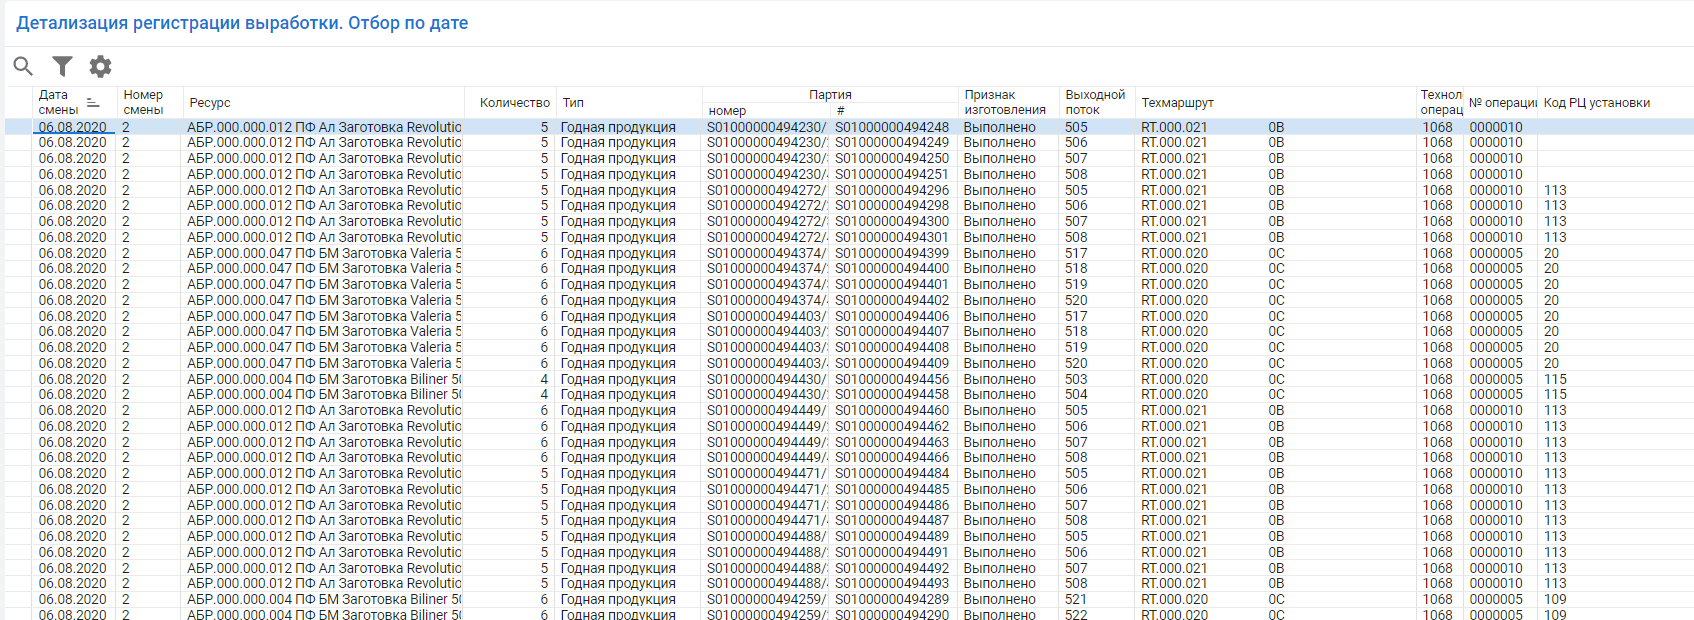 Детализация регистрации выработки. Отбор по дате
Дата смены Номер смены Ресурс Количество Тип Партия номер # Признак изготовления Выходной поток Техмаршрут Технол операц № операции Код РЦ установки
06.08.2020 2 АБР.000.000.012 ПФ Ал Заготовка Revolutio 5 Годная продукция S01000000494230/ S01000000494248 Выполнено 505 RT.000.021 0B 1068 0000010
06.08.2020 2 АБР.000.000.012 ПФ Ал Заготовка Revolutio 5 Годная продукция S01000000494230/ S01000000494249 Выполнено 506 RT.000.021 0B 1068 0000010
06.08.2020 2 АБР.000.000.012 ПФ Ал Заготовка Revolutio 5 Годная продукция S01000000494230/ S01000000494250 Выполнено 507 RT.000.021 0B 1068 0000010
06.08.2020 2 АБР.000.000.012 ПФ Ал Заготовка Revolutio 5 Годная продукция S01000000494230/ S01000000494251 Выполнено 508 RT.000.021 0B 1068 0000010
06.08.2020 2 АБР.000.000.012 ПФ Ал Заготовка Revolutio 5 Годная продукция S01000000494272/ S01000000494296 Выполнено 505 RT.000.021 0B 1068 0000010 113
06.08.2020 2 АБР.000.000.012 ПФ Ал Заготовка Revolutio 5 Годная продукция S01000000494272/ S01000000494298 Выполнено 506 RT.000.021 0B 1068 0000010 113
06.08.2020 2 АБР.000.000.012 ПФ Ал Заготовка Revolutio 5 Годная продукция S01000000494272/ S01000000494300 Выполнено 507 RT.000.021 0B 1068 0000010 113
06.08.2020 2 АБР.000.000.012 ПФ Ал Заготовка Revolutio 5 Годная продукция S01000000494272/ S01000000494301 Выполнено 508 RT.000.021 0B 1068 0000010 113
06.08.2020 2 АБР.000.000.047 ПФ БМ Заготовка Valeria 5 6 Годная продукция S01000000494374/ S01000000494399 Выполнено 517 RT.000.020 0C 1068 0000005 20
06.08.2020 2 АБР.000.000.047 ПФ БМ Заготовка Valeria 5 6 Годная продукция S01000000494374/ S01000000494400 Выполнено 518 RT.000.020 0C 1068 0000005 20
06.08.2020 2 АБР.000.000.047 ПФ БМ Заготовка Valeria 5 6 Годная продукция S01000000494374/ S01000000494401 Выполнено 519 RT.000.020 0C 1068 0000005 20
06.08.2020 2 АБР.000.000.047 ПФ БМ Заготовка Valeria 5 6 Годная продукция S01000000494374/ S01000000494402 Выполнено 520 RT.000.020 0C 1068 0000005 20
06.08.2020 2 АБР.000.000.047 ПФ БМ Заготовка Valeria 5 6 Годная продукция S01000000494403/ S01000000494406 Выполнено 517 RT.000.020 0C 1068 0000005 20
06.08.2020 2 АБР.000.000.047 ПФ БМ Заготовка Valeria 5 6 Годная продукция S01000000494403/ S01000000494407 Выполнено 518 RT.000.020 0C 1068 0000005 20
06.08.2020 2 АБР.000.000.047 ПФ БМ Заготовка Valeria 5 6 Годная продукция S01000000494403/ S01000000494408 Выполнено 519 RT.000.020 0C 1068 0000005 20
06.08.2020 2 АБР.000.000.047 ПФ БМ Заготовка Valeria 5 6 Годная продукция S01000000494403/ S01000000494409 Выполнено 520 RT.000.020 0C 1068 0000005 20
06.08.2020 2 АБР.000.000.004 ПФ БМ Заготовка Biliner 50 4 Годная продукция S01000000494430/ S01000000494456 Выполнено 503 RT.000.020 0C 1068 0000005 115
06.08.2020 2 АБР.000.000.004 ПФ БМ Заготовка Biliner 50 4 Годная продукция S01000000494430/ S01000000494458 Выполнено 504 RT.000.020 0C 1068 0000005 115
06.08.2020 2 АБР.000.000.012 ПФ Ал Заготовка Revolutio 6 Годная продукция S01000000494449/ S01000000494460 Выполнено 505 RT.000.021 0B 1068 0000010 113
06.08.2020 2 АБР.000.000.012 ПФ Ал Заготовка Revolutio 6 Годная продукция S01000000494449/ S01000000494462 Выполнено 506 RT.000.021 0B 1068 0000010 113
06.08.2020 2 АБР.000.000.012 ПФ Ал Заготовка Revolutio 6 Годная продукция S01000000494449/ S01000000494463 Выполнено 507 RT.000.021 0B 1068 0000010 113
06.08.2020 2 АБР.000.000.012 ПФ Ал Заготовка Revolutio 6 Годная продукция S01000000494449/ S01000000494466 Выполнено 508 RT.000.021 0B 1068 0000010 113
06.08.2020 2 АБР.000.000.012 ПФ Ал Заготовка Revolutio 5 Годная продукция S01000000494471/ S01000000494484 Выполнено 505 RT.000.021 0B 1068 0000010 113
06.08.2020 2 АБР.000.000.012 ПФ Ал Заготовка Revolutio 5 Годная продукция S01000000494471/ S01000000494485 Выполнено 506 RT.000.021 0B 1068 0000010 113
06.08.2020 2 АБР.000.000.012 ПФ Ал Заготовка Revolutio 5 Годная продукция S01000000494471/ S01000000494486 Выполнено 507 RT.000.021 0B 1068 0000010 113
06.08.2020 2 АБР.000.000.012 ПФ Ал Заготовка Revolutio 5 Годная продукция S01000000494471/ S01000000494487 Выполнено 508 RT.000.021 0B 1068 0000010 113
06.08.2020 2 АБР.000.000.012 ПФ Ал Заготовка Revolutio 5 Годная продукция S01000000494488/ S01000000494489 Выполнено 505 RT.000.021 0B 1068 0000010 113
06.08.2020 2 АБР.000.000.012 ПФ Ал Заготовка Revolutio 5 Годная продукция S01000000494488/ S01000000494491 Выполнено 506 RT.000.021 0B 1068 0000010 113
06.08.2020 2 АБР.000.000.012 ПФ Ал Заготовка Revolutio 5 Годная продукция S01000000494488/ S01000000494492 Выполнено 507 RT.000.021 0B 1068 0000010 113
06.08.2020 2 АБР.000.000.012 ПФ Ал Заготовка Revolutio 5 Годная продукция S01000000494488/ S01000000494493 Выполнено 508 RT.000.021 0B 1068 0000010 113
06.08.2020 2 АБР.000.000.004 ПФ БМ Заготовка Biliner 50 6 Годная продукция S01000000494259/ S01000000494289 Выполнено 521 RT.000.020 0C 1068 0000005 109
06.08.2020 2 АБР.000.000.004 ПФ БМ Заготовка Biliner 50 6 Годная продукция S01000000494259/ S01000000494290 Выполнено 522 RT.000.020 0C 1068 0000005 109